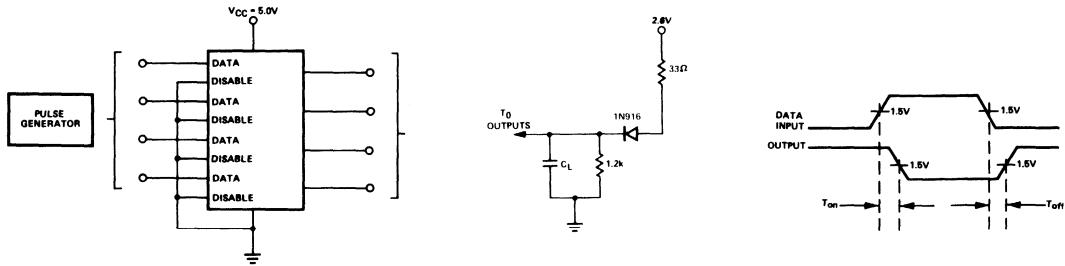 VCC = 5.0V
PULSE
GENERATOR
DATA
DISABLE
DATA
DISABLE
DATA
DISABLE
DATA
DISABLE
2.6V
33Ω
1N916
TO
OUTPUTS
CL
1.2k
DATA
INPUT
1.5V
1.5V
OUTPUT
1.5V
1.5V
Ton
Toff